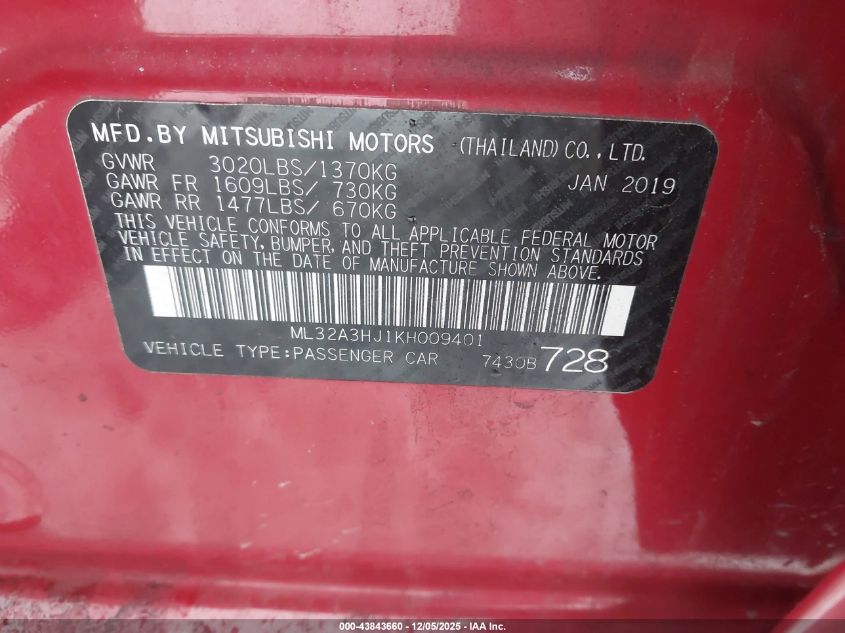 MFD.BY MITSUBISHI MOTORS (THAILAND) CO., LTD.
GVWR 3020LBS/1370KG JAN 2019
GAWR FR 1609LBS/ 730KG
GAWR RR 1477LBS/ 670KG
THIS VEHICLE CONFORMS TO ALL APPLICABLE FEDERAL MOTOR
VEHICLE SAFETY, BUMPER, AND THEFT PREVENTION STANDARDS
IN EFFECT ON THE DATE OF MANUFACTURE SHOWN ABOVE.
ML32A3HJ1KH009401
VEHICLE TYPE:PASSENGER CAR 7430B 728
000-43843660 - 12/05/2025 - IAA Inc.